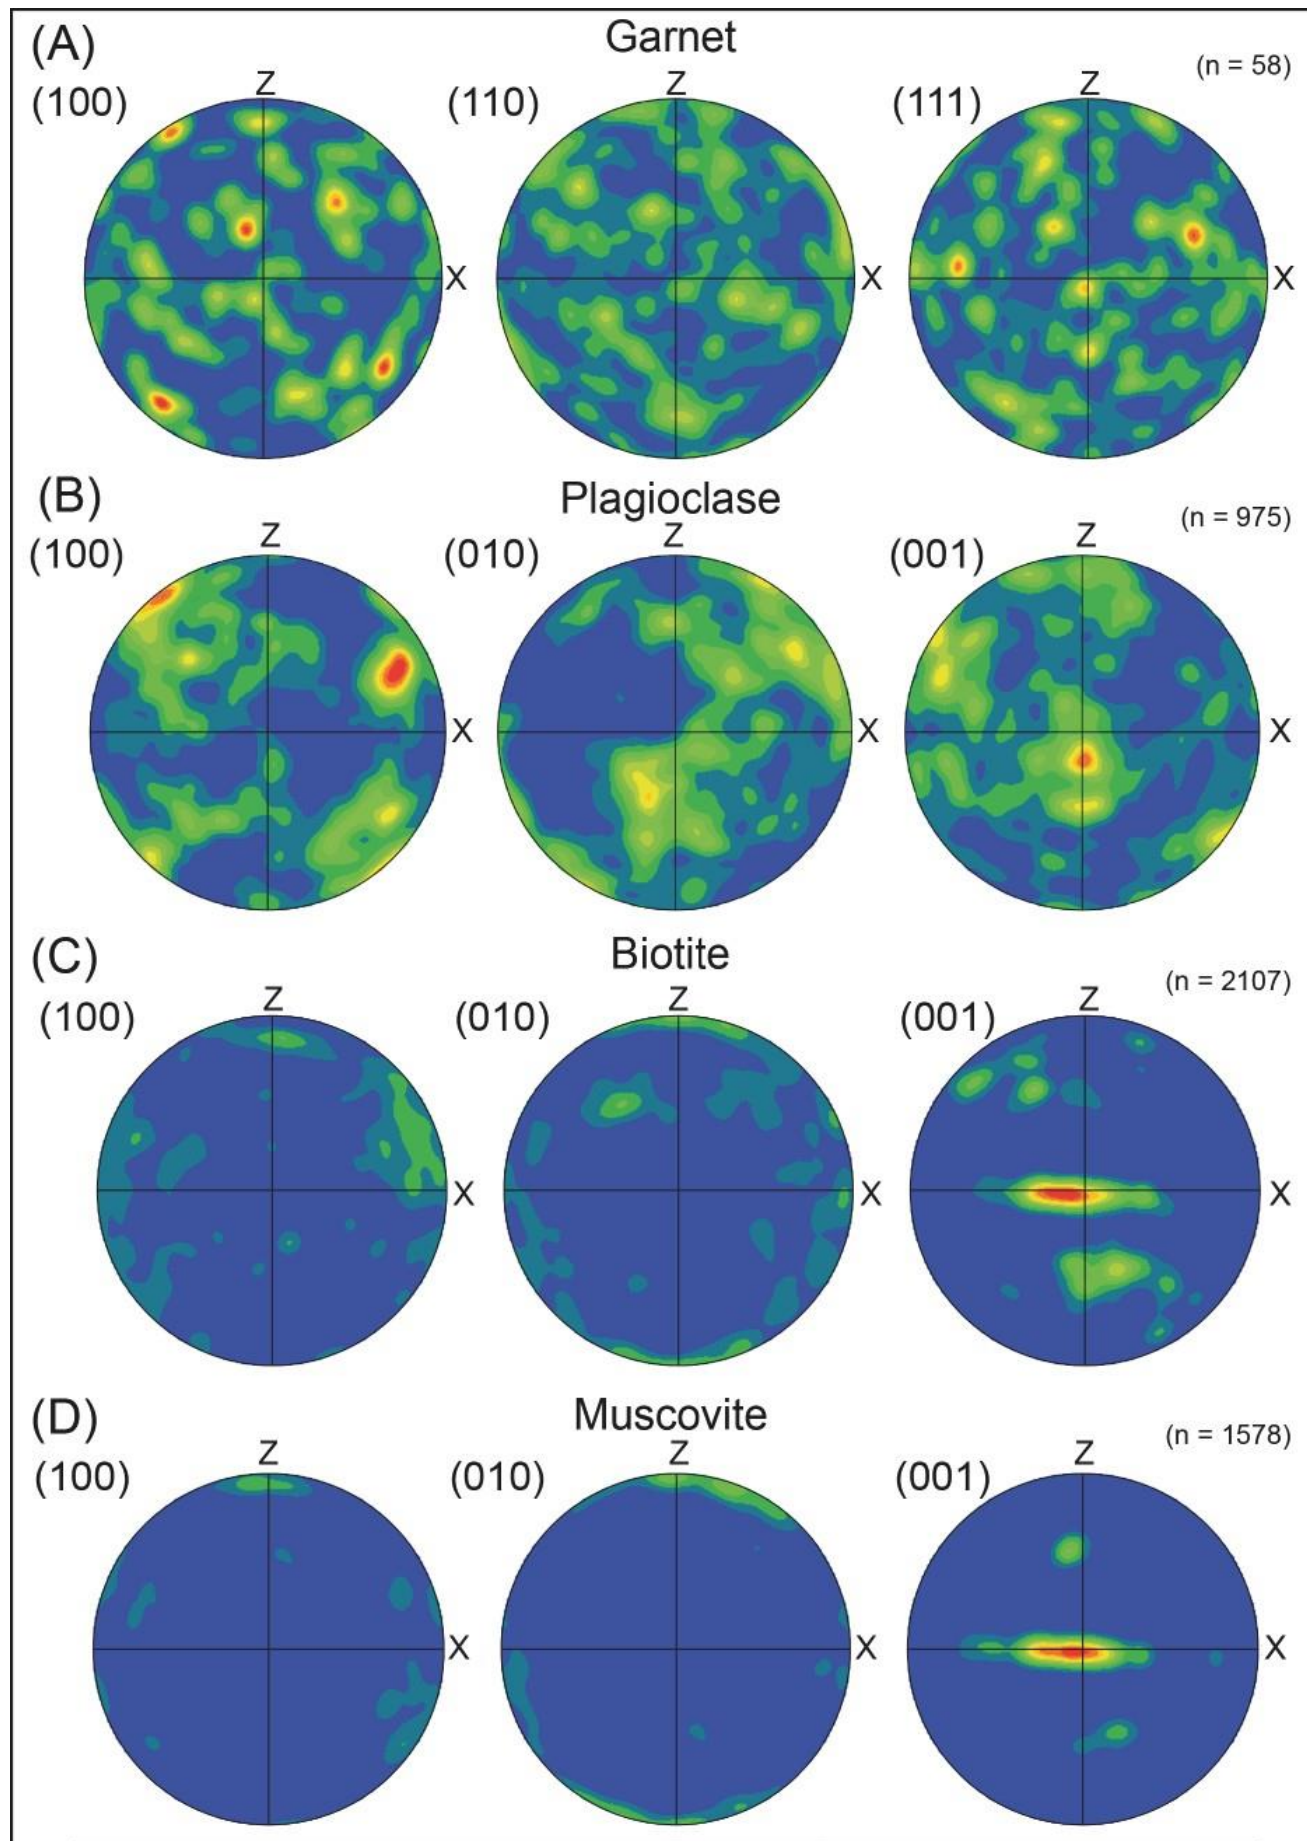 (A) Garnet (n = 58)
(100) Z X (110) Z X (111) Z X
(B) Plagioclase (n = 975)
(100) Z X (010) Z X (001) Z X
(C) Biotite (n = 2107)
(100) Z X (010) Z X (001) Z X
(D) Muscovite (n = 1578)
(100) Z X (010) Z X (001) Z X